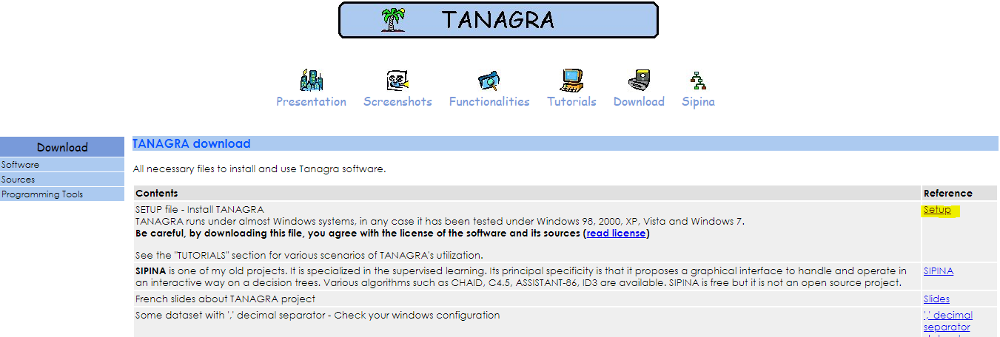 TANAGRA
Presentation Screenshots Functionalities Tutorials Download Sipina
Download
Software
Sources
Programming Tools
TANAGRA download
All necessary files to install and use Tanagra software.
Contents Reference
SETUP file - Install TANAGRA Setup
TANAGRA runs under almost Windows systems, in any case it has been tested under Windows 98, 2000, XP, Vista and Windows 7.
Be careful, by downloading this file, you agree with the license of the software and its sources (read license)
See the "TUTORIALS" section for various scenarios of TANAGRA's utilization.
SIPINA is one of my old projects. It is specialized in the supervised learning. Its principal specificity is that it proposes a graphical interface to handle and operate in SIPINA
an interactive way on a decision trees. Various algorithms such as CHAID, C4.5, ASSISTANT-86, ID3 are available. SIPINA is free but it is not an open source project.
French slides about TANAGRA project Slides
Some dataset with ',' decimal separator - Check your windows configuration ',' decimal
separator